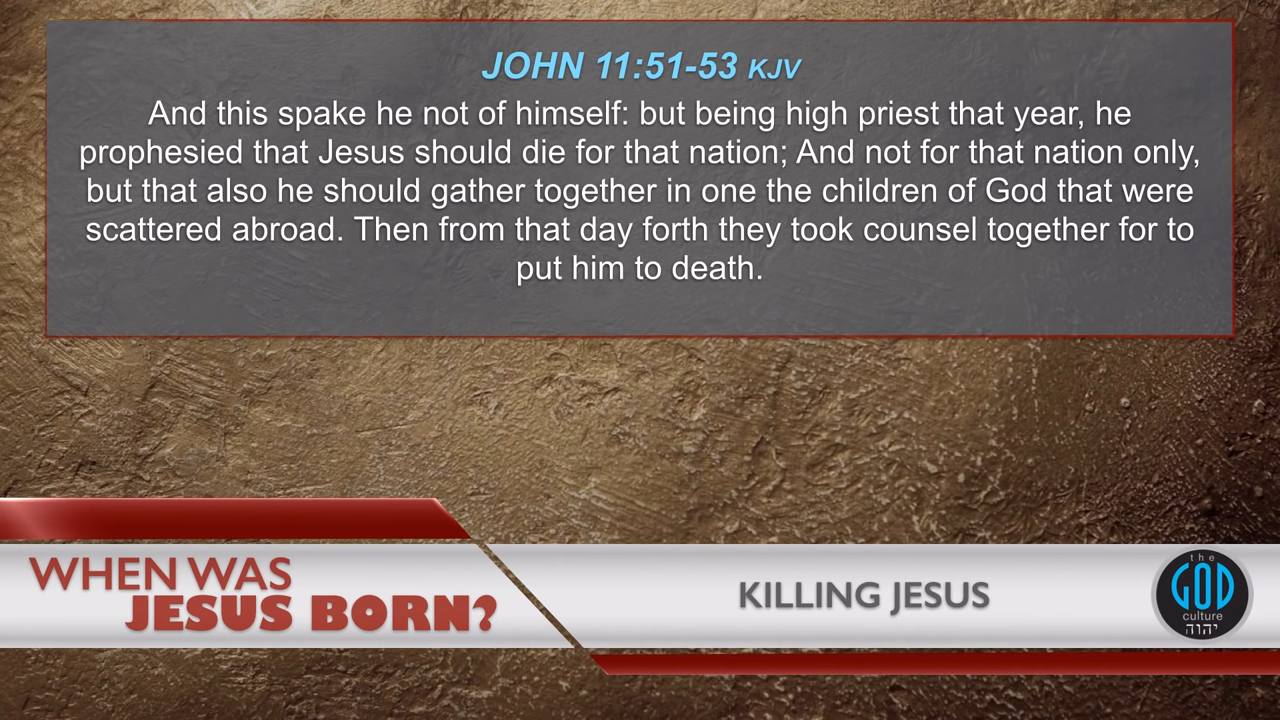 JOHN 11:51-53 KJV
And this spake he not of himself: but being high priest that year, he
prophesied that Jesus should die for that nation; And not for that nation only,
but that also he should gather together in one the children of God that were
scattered abroad. Then from that day forth they took counsel together for to
put him to death.
WHEN WAS
JESUS BORN?
KILLING JESUS
the
GOD
culture
יהוה